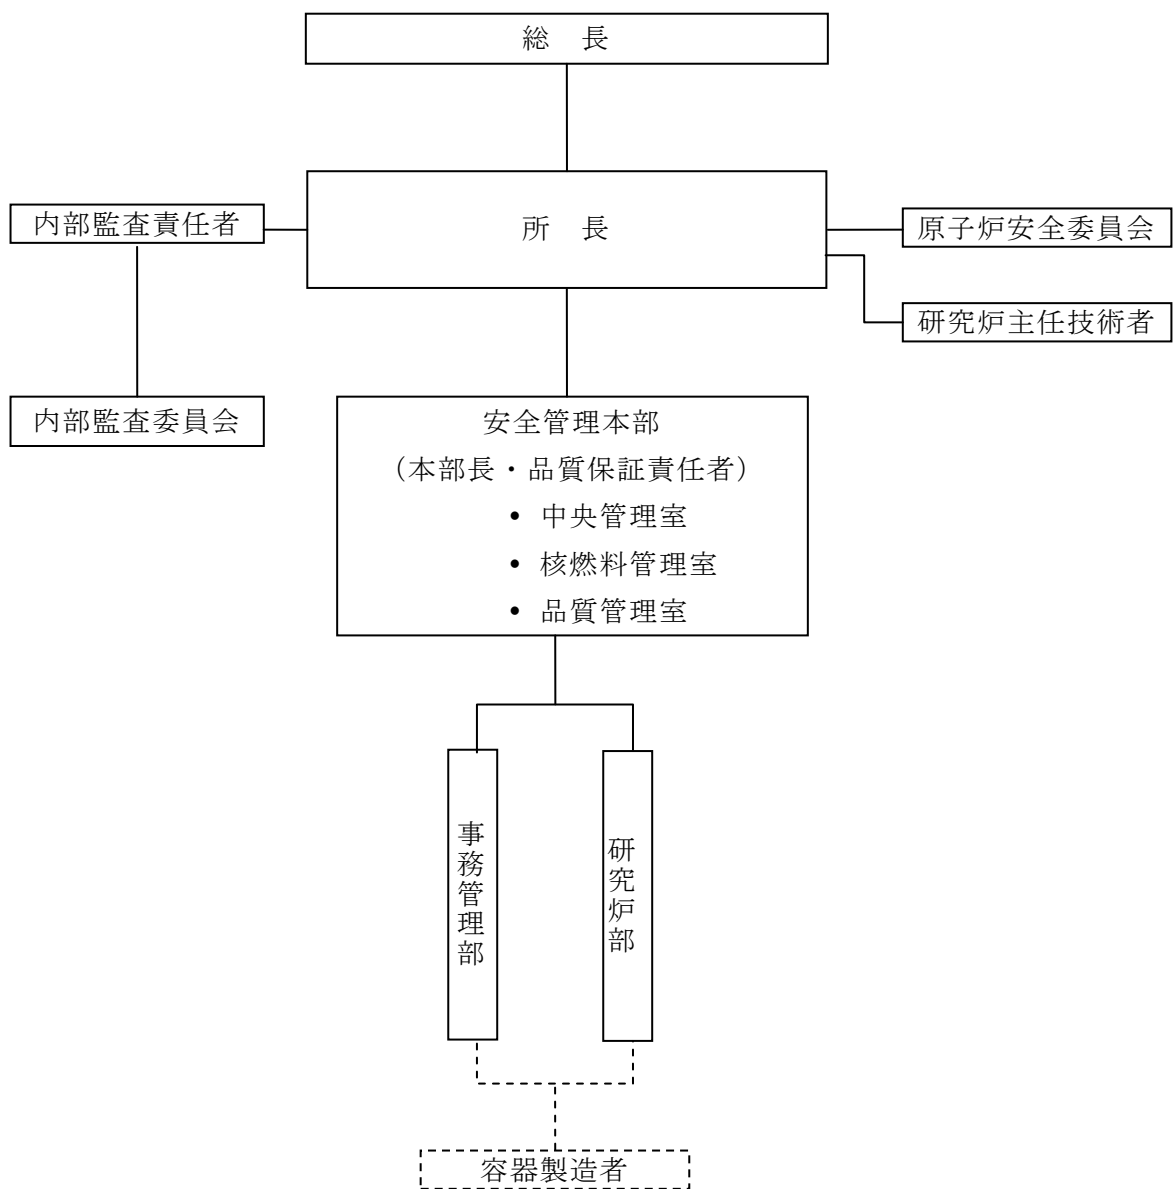 総　長
所　長
内部監査責任者
原子炉安全委員会
研究炉主任技術者
内部監査委員会
安全管理本部
（本部長・品質保証責任者）
• 中央管理室
• 核燃料管理室
• 品質管理室
事務管理部
研究炉部
容器製造者